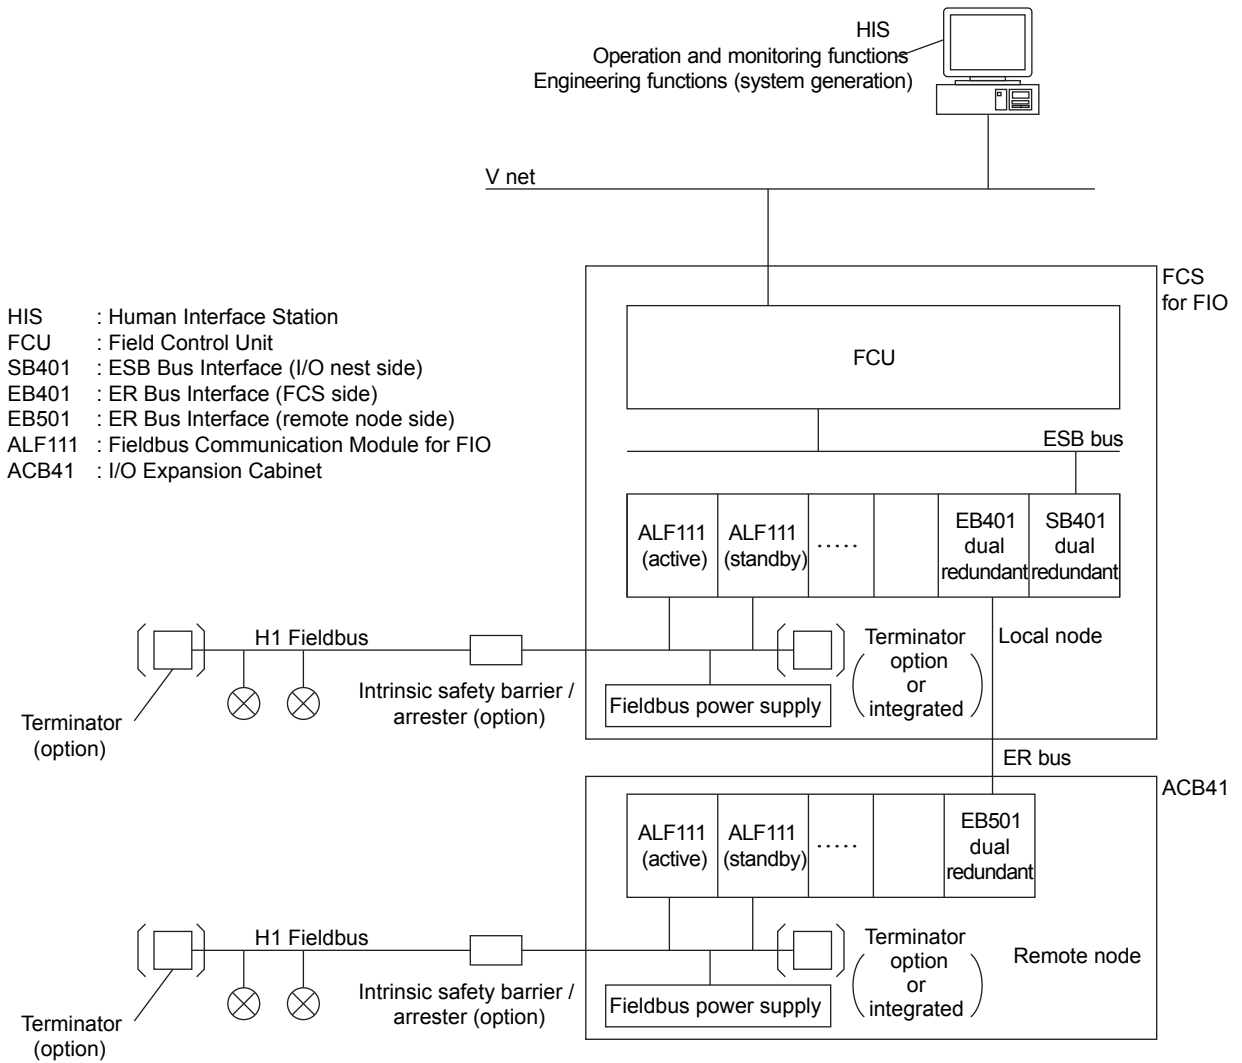 HIS
Operation and monitoring functions
Engineering functions (system generation)
V net
FCS
for FIO
HIS : Human Interface Station
FCU : Field Control Unit
SB401 : ESB Bus Interface (I/O nest side)
EB401 : ER Bus Interface (FCS side)
EB501 : ER Bus Interface (remote node side)
ALF111 : Fieldbus Communication Module for FIO
ACB41 : I/O Expansion Cabinet
FCU
ESB bus
ALF111
(active)
ALF111
(standby)
.....
EB401
dual
redundant
SB401
dual
redundant
H1 Fieldbus
Terminator
(option)
Intrinsic safety barrier /
arrester (option)
Fieldbus power supply
Terminator
option
or
integrated
Local node
ER bus
ACB41
ALF111
(active)
ALF111
(standby)
.....
EB501
dual
redundant
H1 Fieldbus
Terminator
(option)
Intrinsic safety barrier /
arrester (option)
Fieldbus power supply
Terminator
option
or
integrated
Remote node